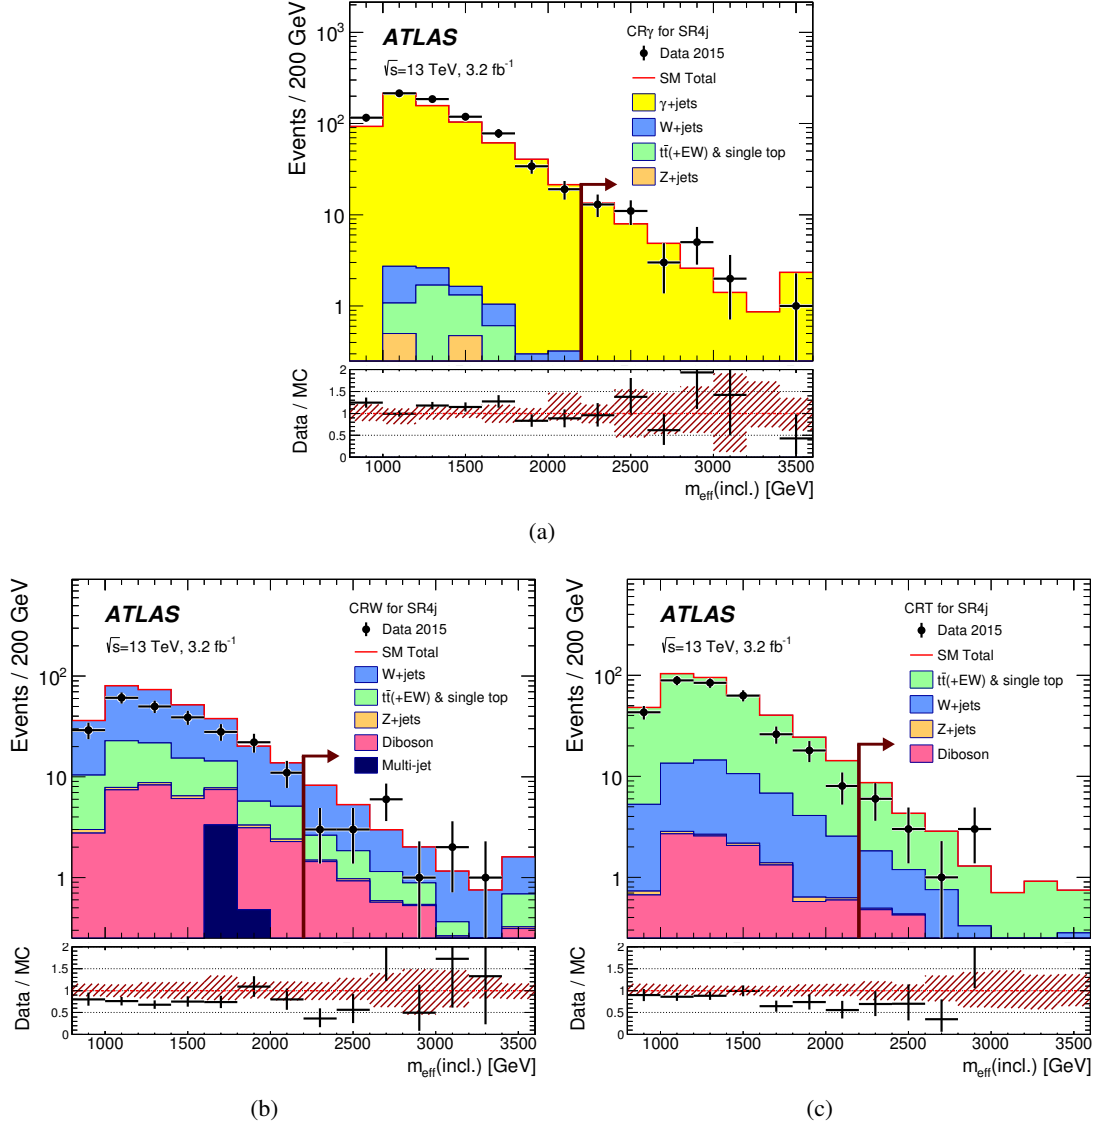 Events / 200 GeV
10³
10²
10
1
ATLAS
√s=13 TeV, 3.2 fb⁻¹
CRγ for SR4j
Data 2015
SM Total
γ+jets
W+jets
tt̄(+EW) & single top
Z+jets
Data / MC
2
1.5
1
0.5
0
1000 1500 2000 2500 3000 3500
m_eff(incl.) [GeV]
(a)
Events / 200 GeV
10²
10
1
ATLAS
√s=13 TeV, 3.2 fb⁻¹
CRW for SR4j
Data 2015
SM Total
W+jets
tt̄(+EW) & single top
Z+jets
Diboson
Multi-jet
Data / MC
2
1.5
1
0.5
0
1000 1500 2000 2500 3000 3500
m_eff(incl.) [GeV]
(b)
Events / 200 GeV
10²
10
1
ATLAS
√s=13 TeV, 3.2 fb⁻¹
CRT for SR4j
Data 2015
SM Total
tt̄(+EW) & single top
W+jets
Z+jets
Diboson
Data / MC
2
1.5
1
0.5
0
1000 1500 2000 2500 3000 3500
m_eff(incl.) [GeV]
(c)